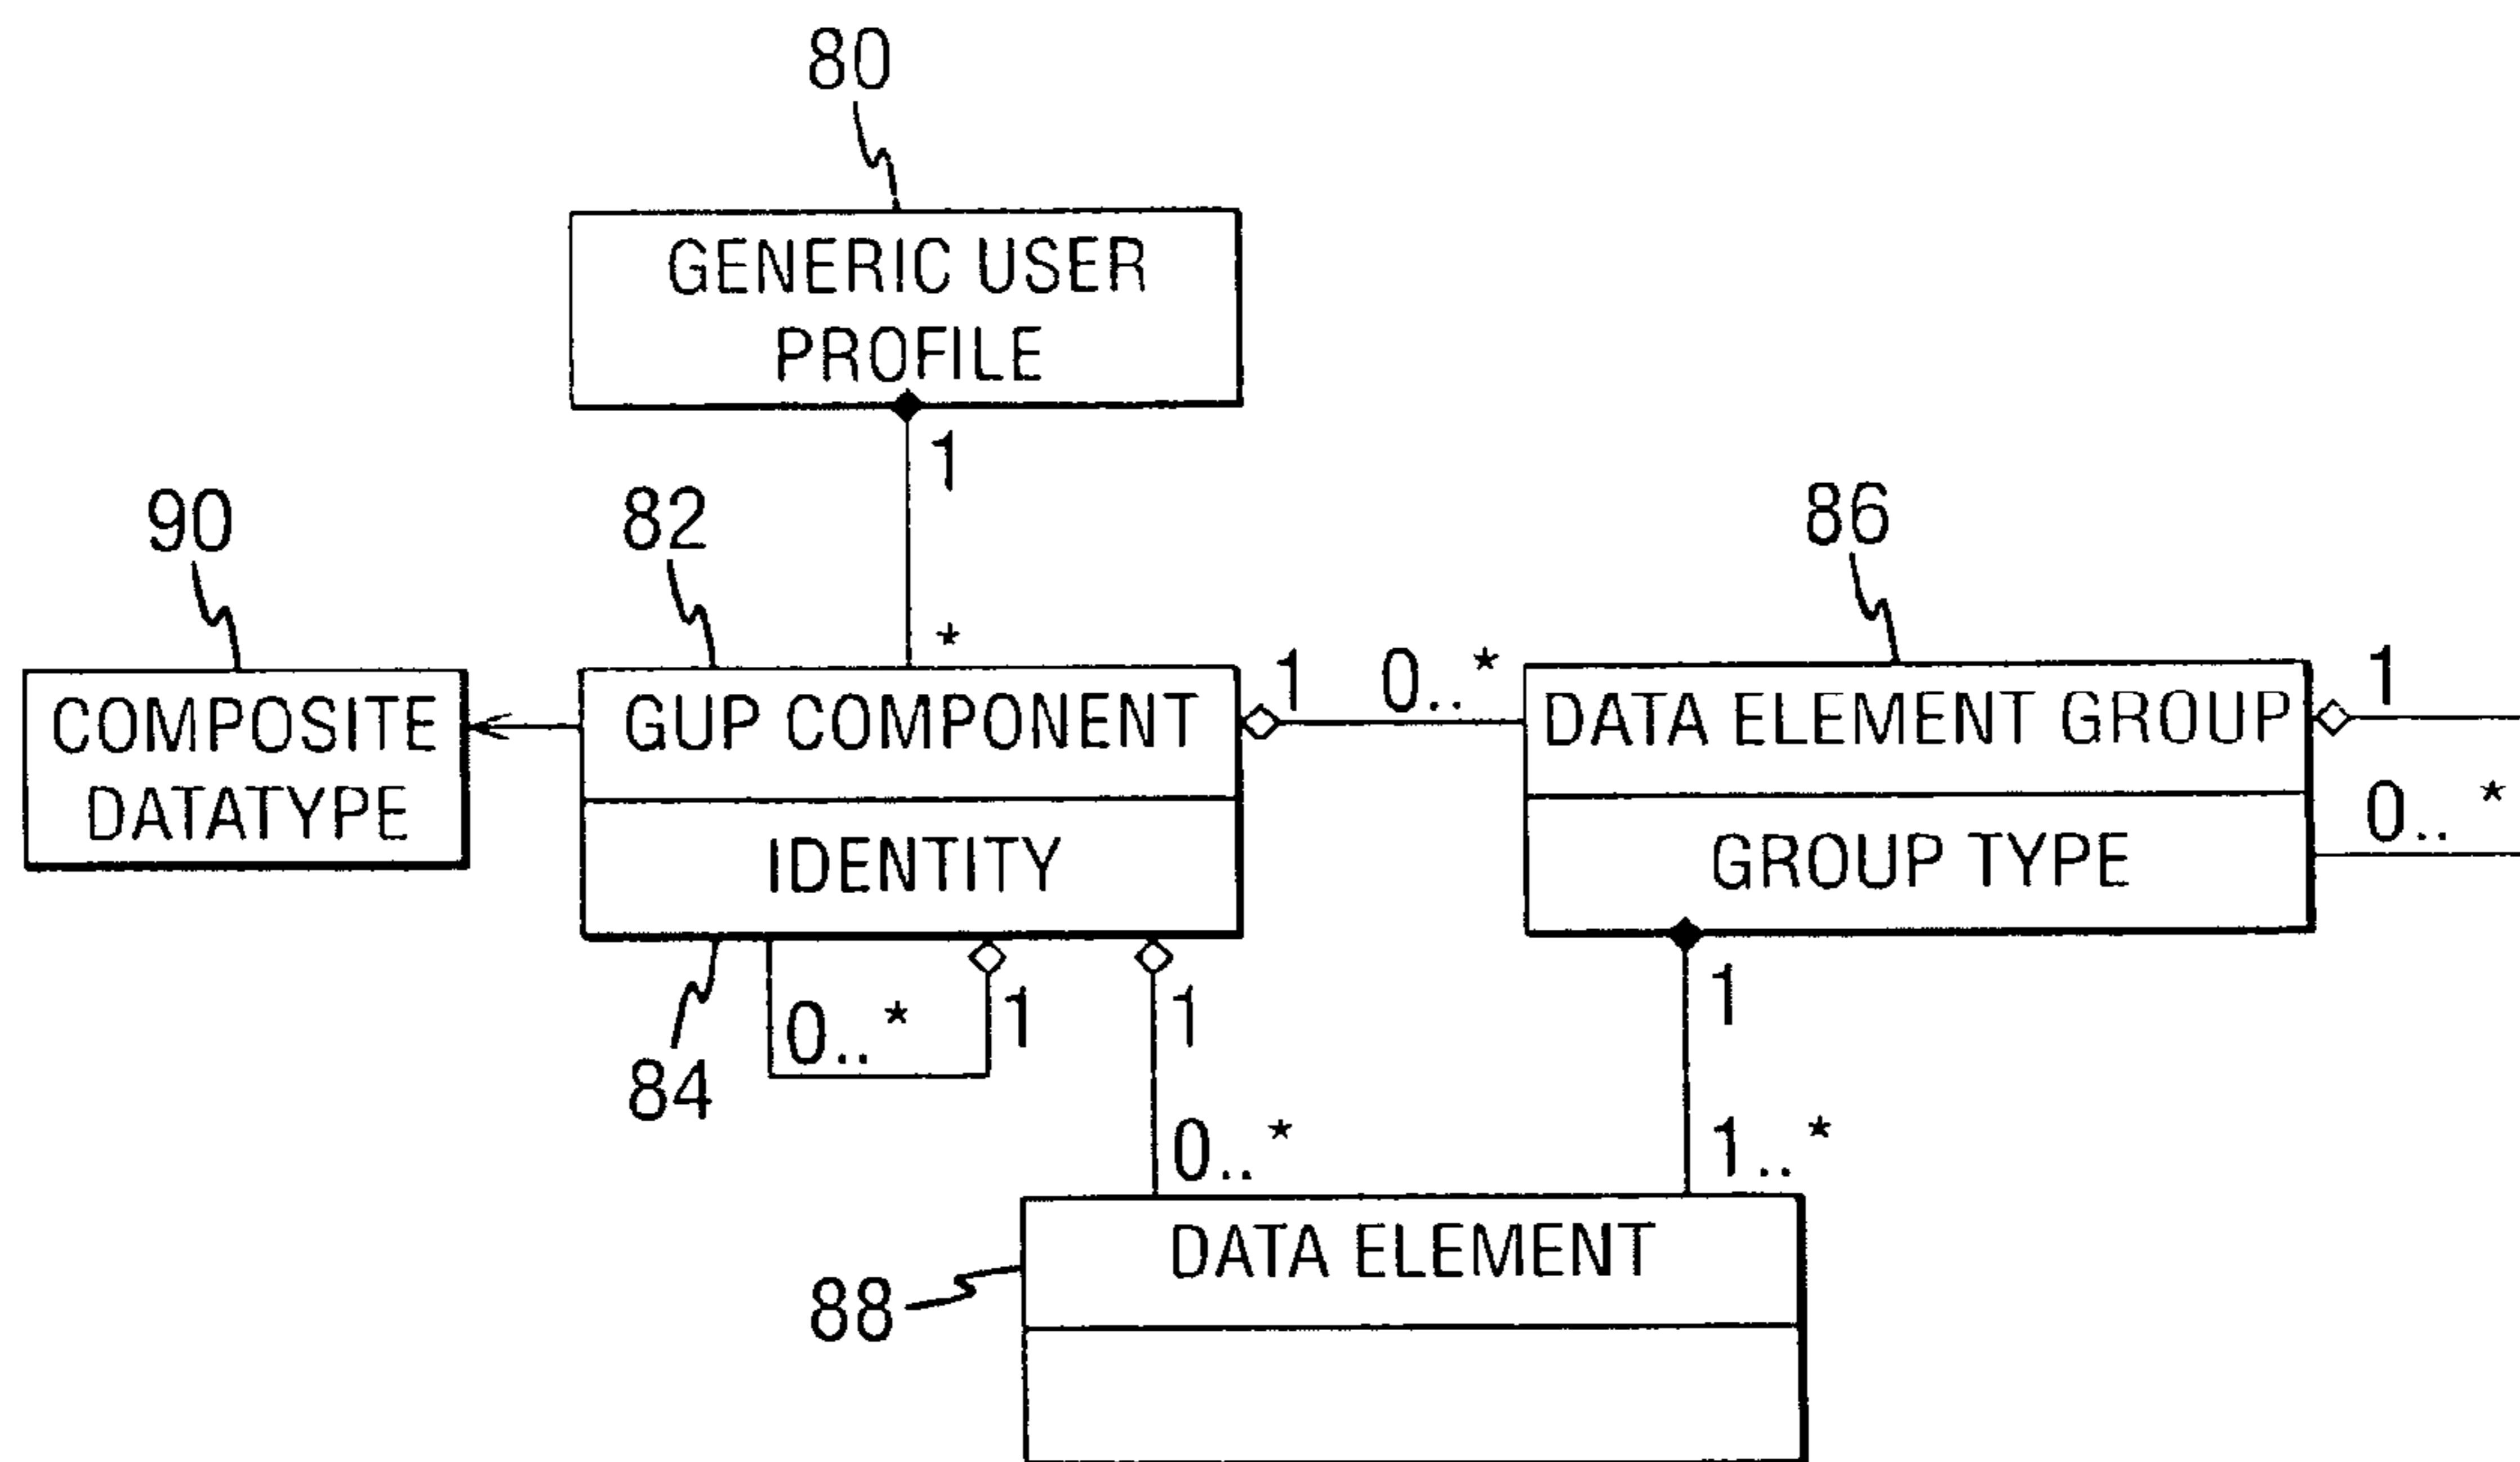 80
GENERIC USER
PROFILE
1
90
82
86
*
COMPOSITE
DATATYPE
GUP COMPONENT
IDENTITY
1
0..*
DATA ELEMENT GROUP
GROUP TYPE
1
0..*
84
0..*
1
1
0..*
1
1..*
88
DATA ELEMENT